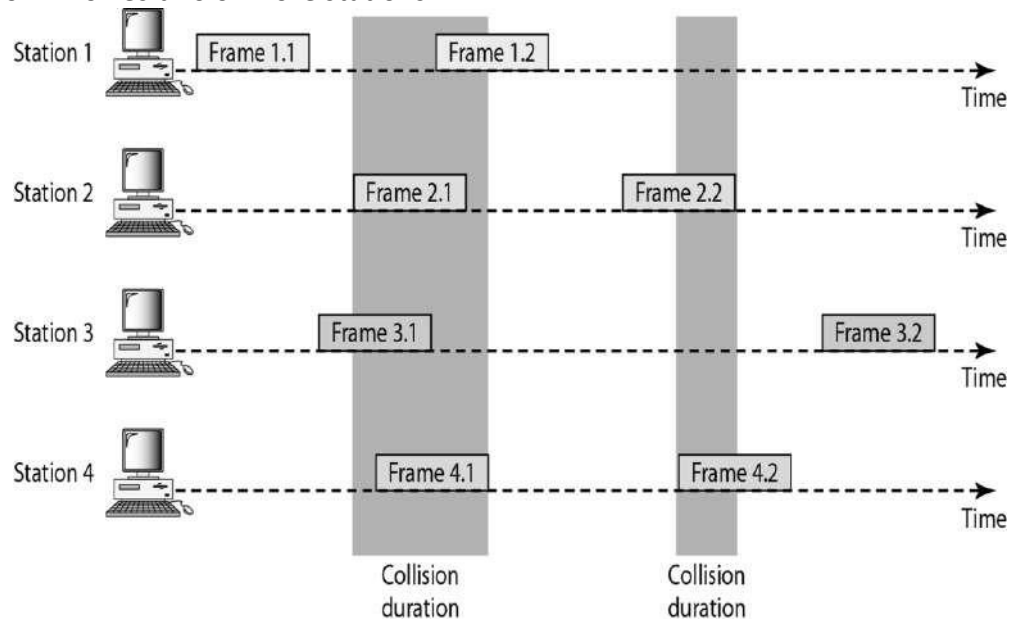 Station 1
Frame 1.1
Frame 1.2
Time
Station 2
Frame 2.1
Frame 2.2
Time
Station 3
Frame 3.1
Frame 3.2
Time
Station 4
Frame 4.1
Frame 4.2
Time
Collision
duration
Collision
duration